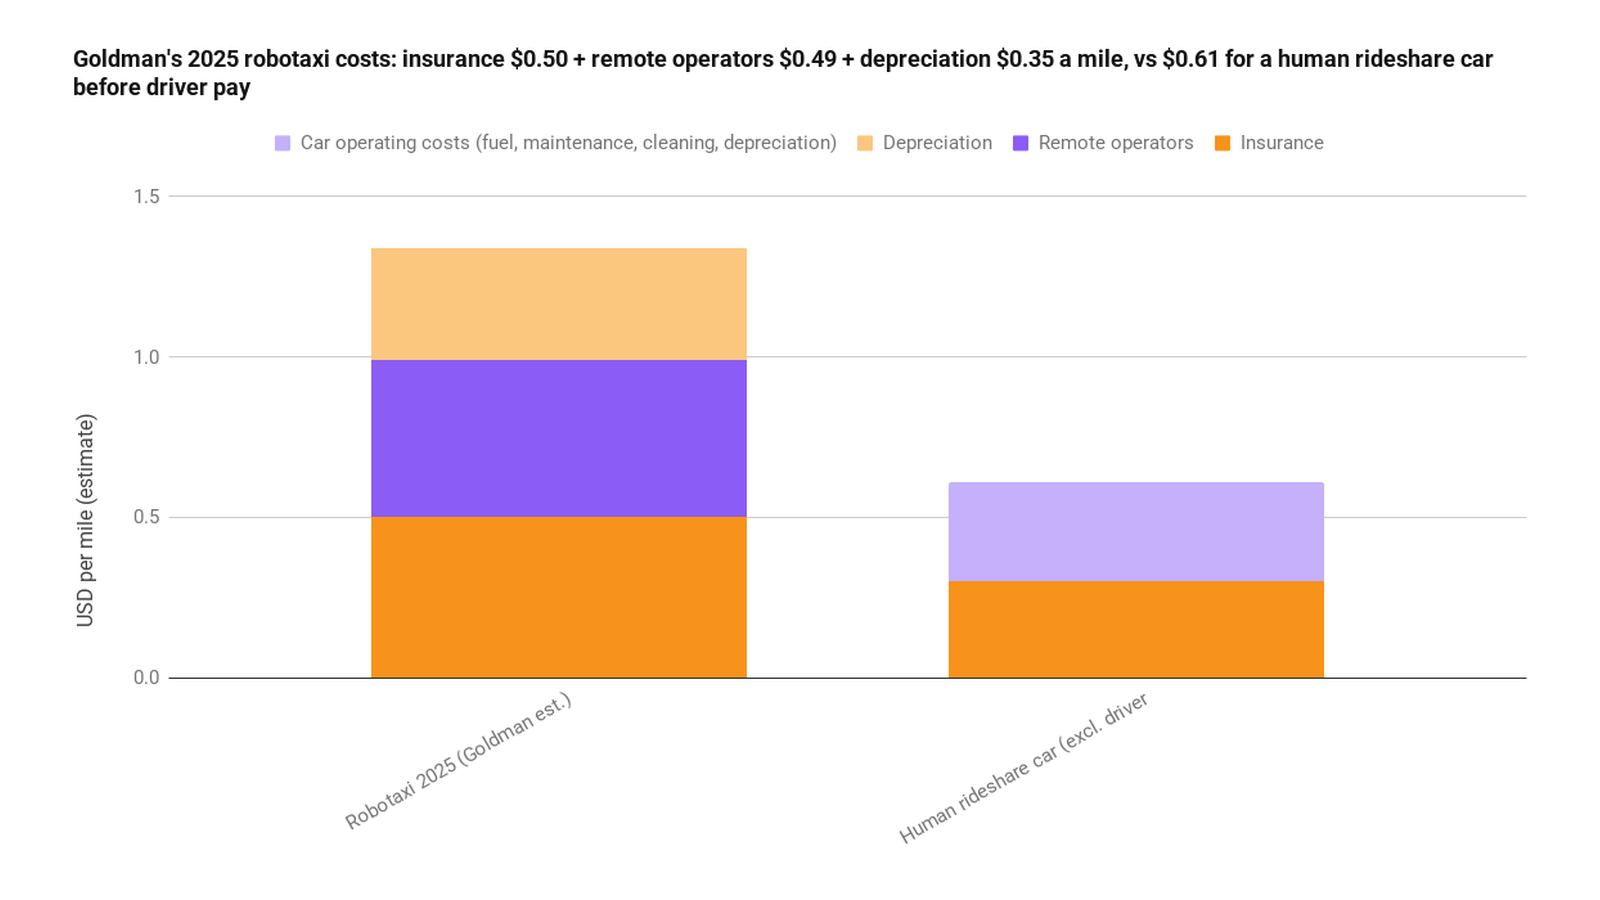 Goldman's 2025 robotaxi costs: insurance $0.50 + remote operators $0.49 + depreciation $0.35 a mile, vs $0.61 for a human rideshare car
before driver pay
Car operating costs (fuel, maintenance, cleaning, depreciation)
Depreciation
Remote operators
Insurance
USD per mile (estimate)
1.5
1.0
0.5
0.0
Robotaxi 2025 (Goldman est.)
Human rideshare car (excl. driver